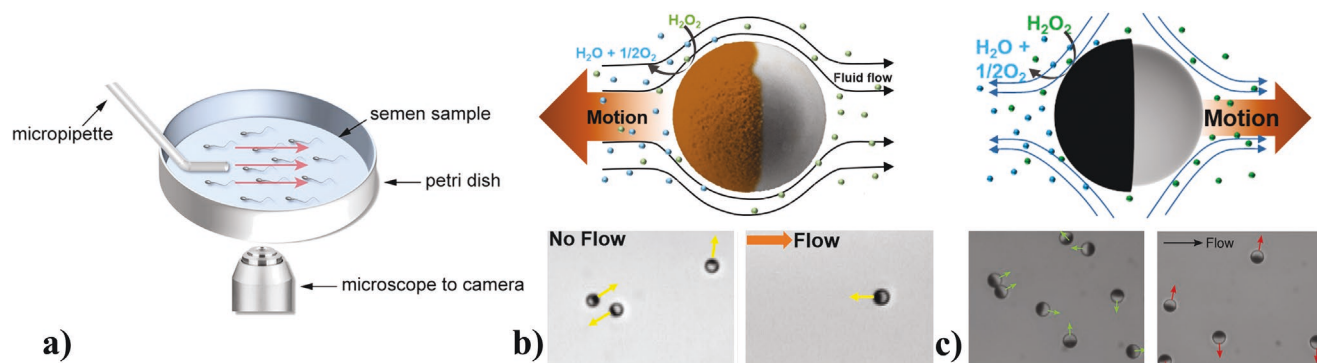 micropipette
semen sample
petri dish
microscope to camera
a)
H₂O₂
H₂O + 1/2O₂
Fluid flow
Motion
No Flow
Flow
b)
H₂O₂
H₂O +
1/2O₂
Motion
Flow
c)